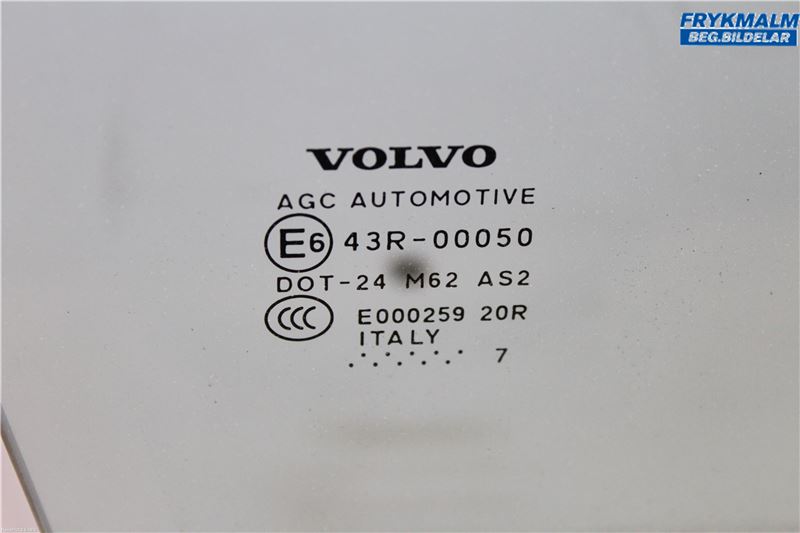 FRYKMALM
BEG.BILDELAR
VOLVO
AGC AUTOMOTIVE
E6 43R-00050
DOT-24 M62 AS2
CCC E000259 20R
ITALY
.:.:.:.:.:. 7